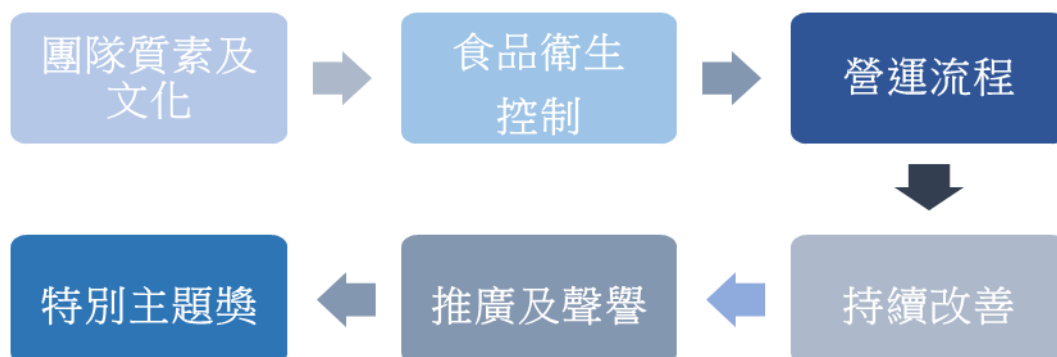 團隊質素及
文化
食品衛生
控制
營運流程
持續改善
推廣及聲譽
特別主題獎